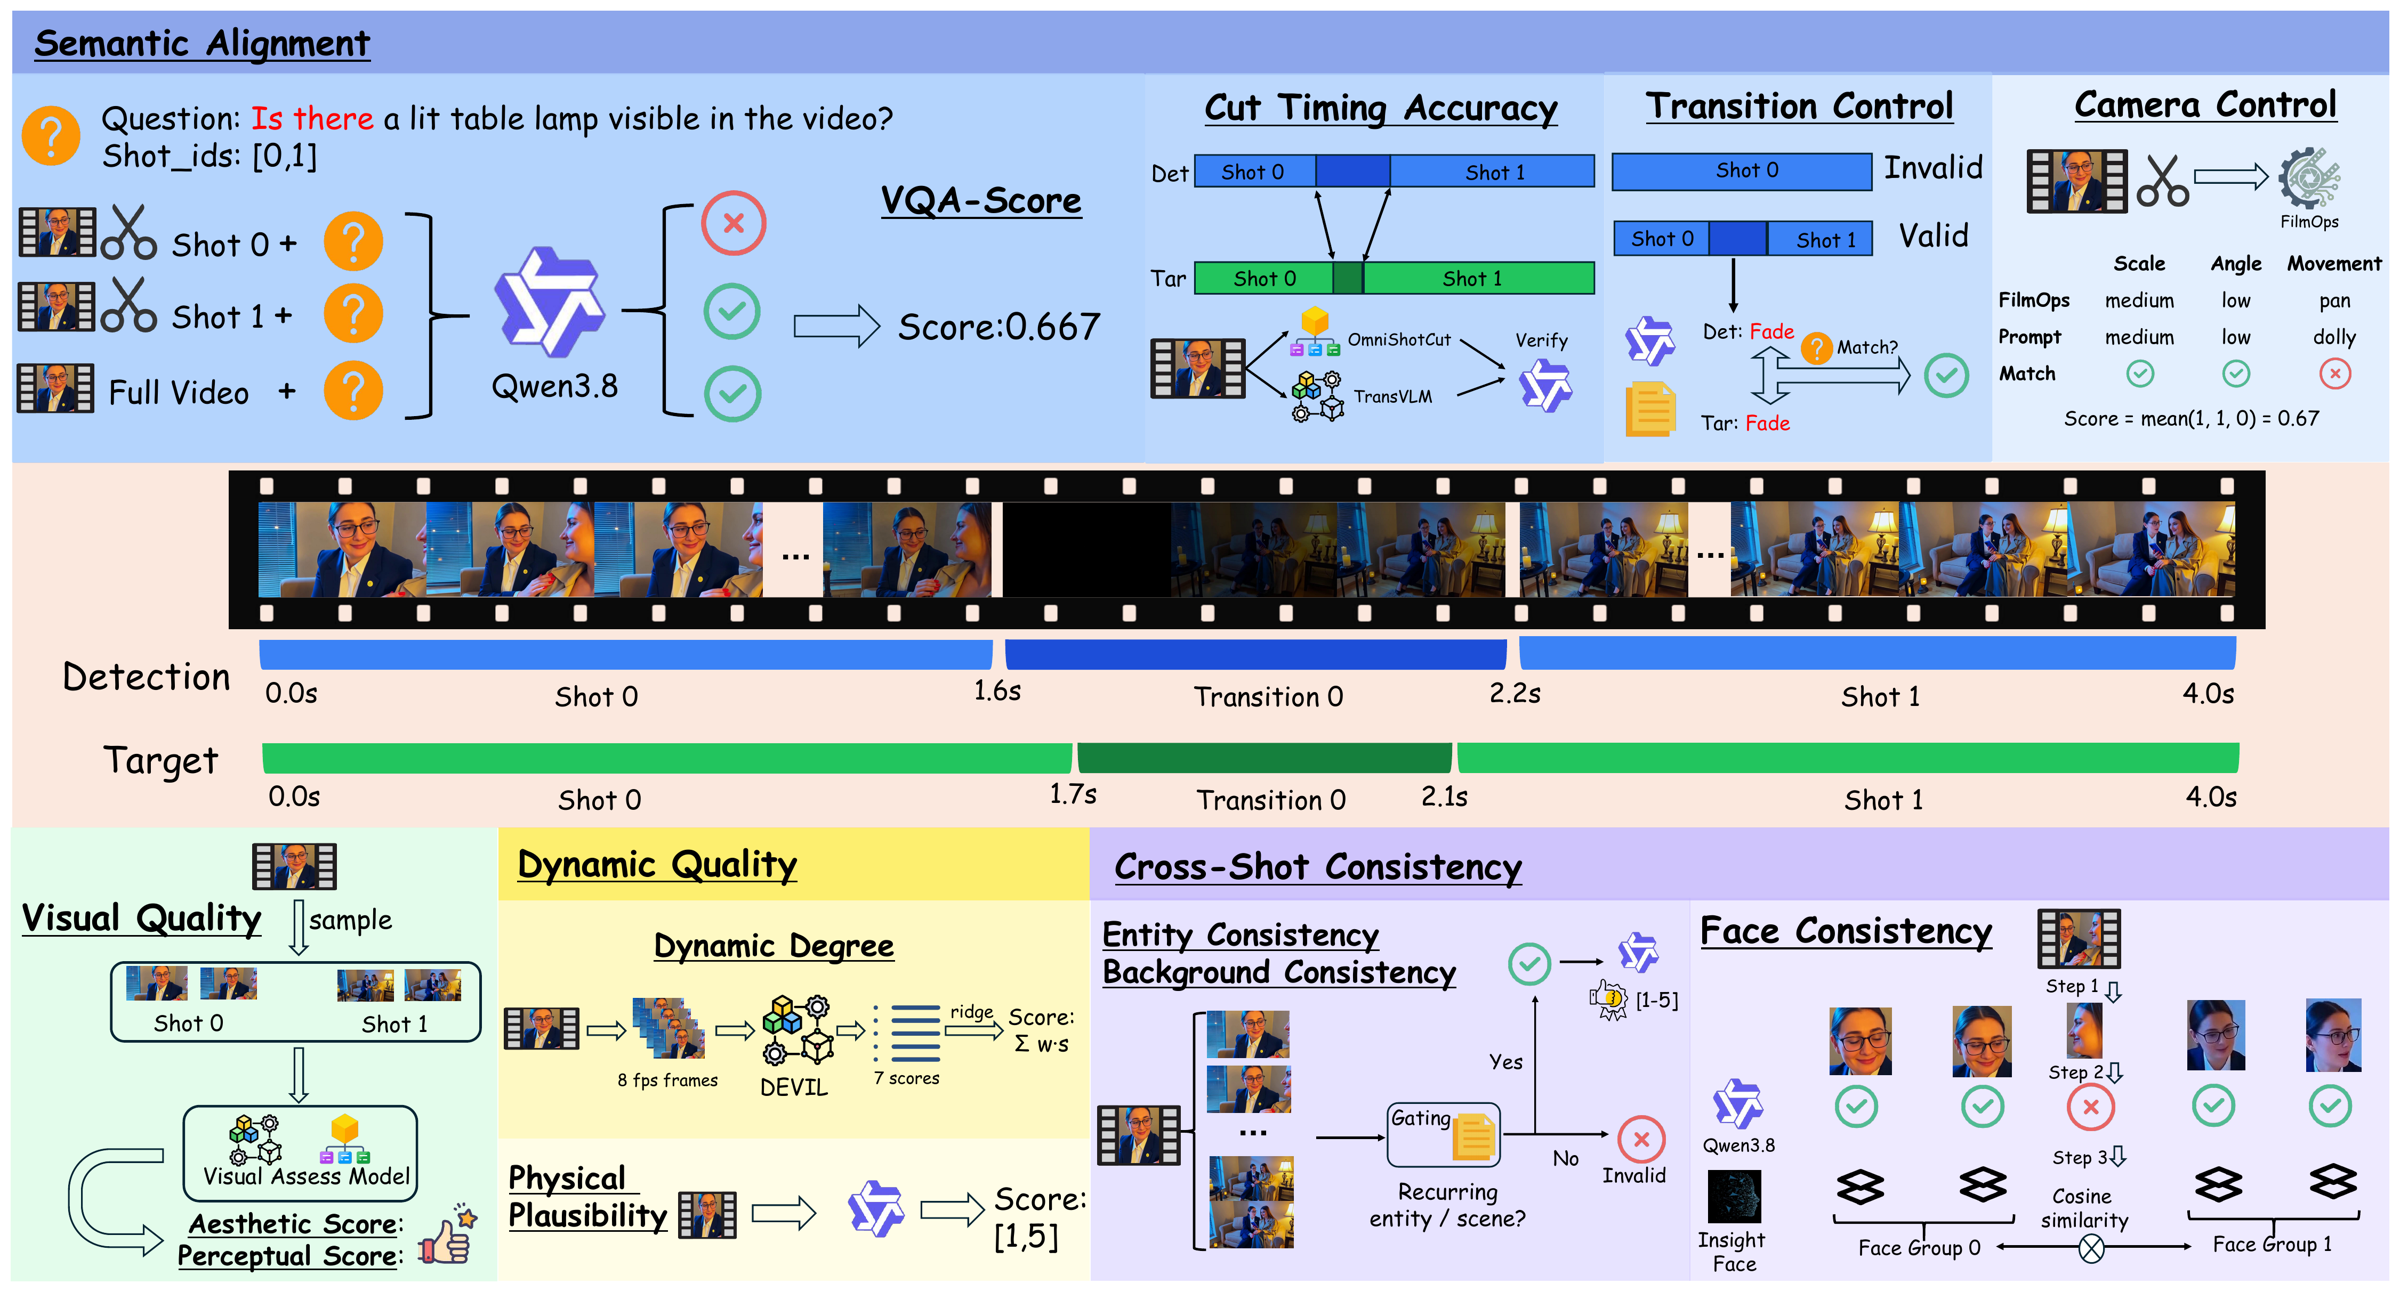 Semantic Alignment
Question: Is there a lit table lamp visible in the video?
Shot_ids: [0,1]
Shot 0 +
Shot 1 +
Full Video +
Qwen3.8
VQA-Score
Score:0.667
Cut Timing Accuracy
Det
Shot 0
Shot 1
Tar
Shot 0
Shot 1
OmniShotCut
TransVLM
Verify
Transition Control
Shot 0
Invalid
Shot 0
Shot 1
Valid
Det: Fade
Match?
Tar: Fade
Camera Control
FilmOps
Scale Angle Movement
FilmOps medium low pan
Prompt medium low dolly
Match
Score = mean(1, 1, 0) = 0.67
...
...
Detection
0.0s
Shot 0
1.6s
Transition 0
2.2s
Shot 1
4.0s
Target
0.0s
Shot 0
1.7s
Transition 0
2.1s
Shot 1
4.0s
Visual Quality
sample
Shot 0
Shot 1
Visual Assess Model
Aesthetic Score:
Perceptual Score:
Dynamic Quality
Dynamic Degree
8 fps frames
DEVIL
7 scores
ridge
Score:
Σ w·s
Physical
Plausibility
Score:
[1,5]
Cross-Shot Consistency
Entity Consistency
Background Consistency
...
Gating
Recurring
entity / scene?
Yes
No
[1-5]
Invalid
Face Consistency
Step 1
Step 2
Qwen3.8
Step 3
Insight
Face
Cosine
similarity
Face Group 0
Face Group 1